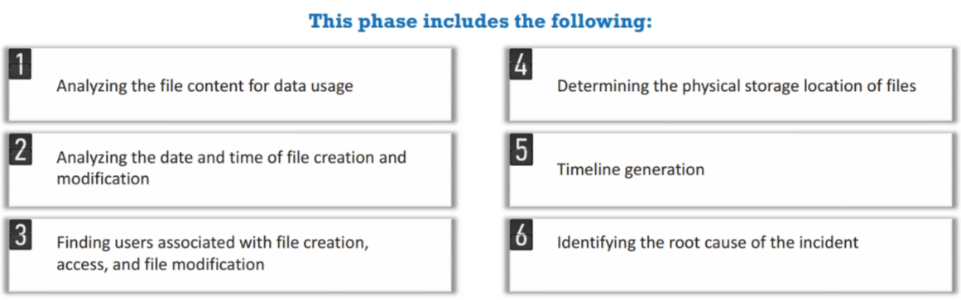 This phase includes the following:
1
Analyzing the file content for data usage
2
Analyzing the date and time of file creation and
modification
3
Finding users associated with file creation,
access, and file modification
4
Determining the physical storage location of files
5
Timeline generation
6
Identifying the root cause of the incident